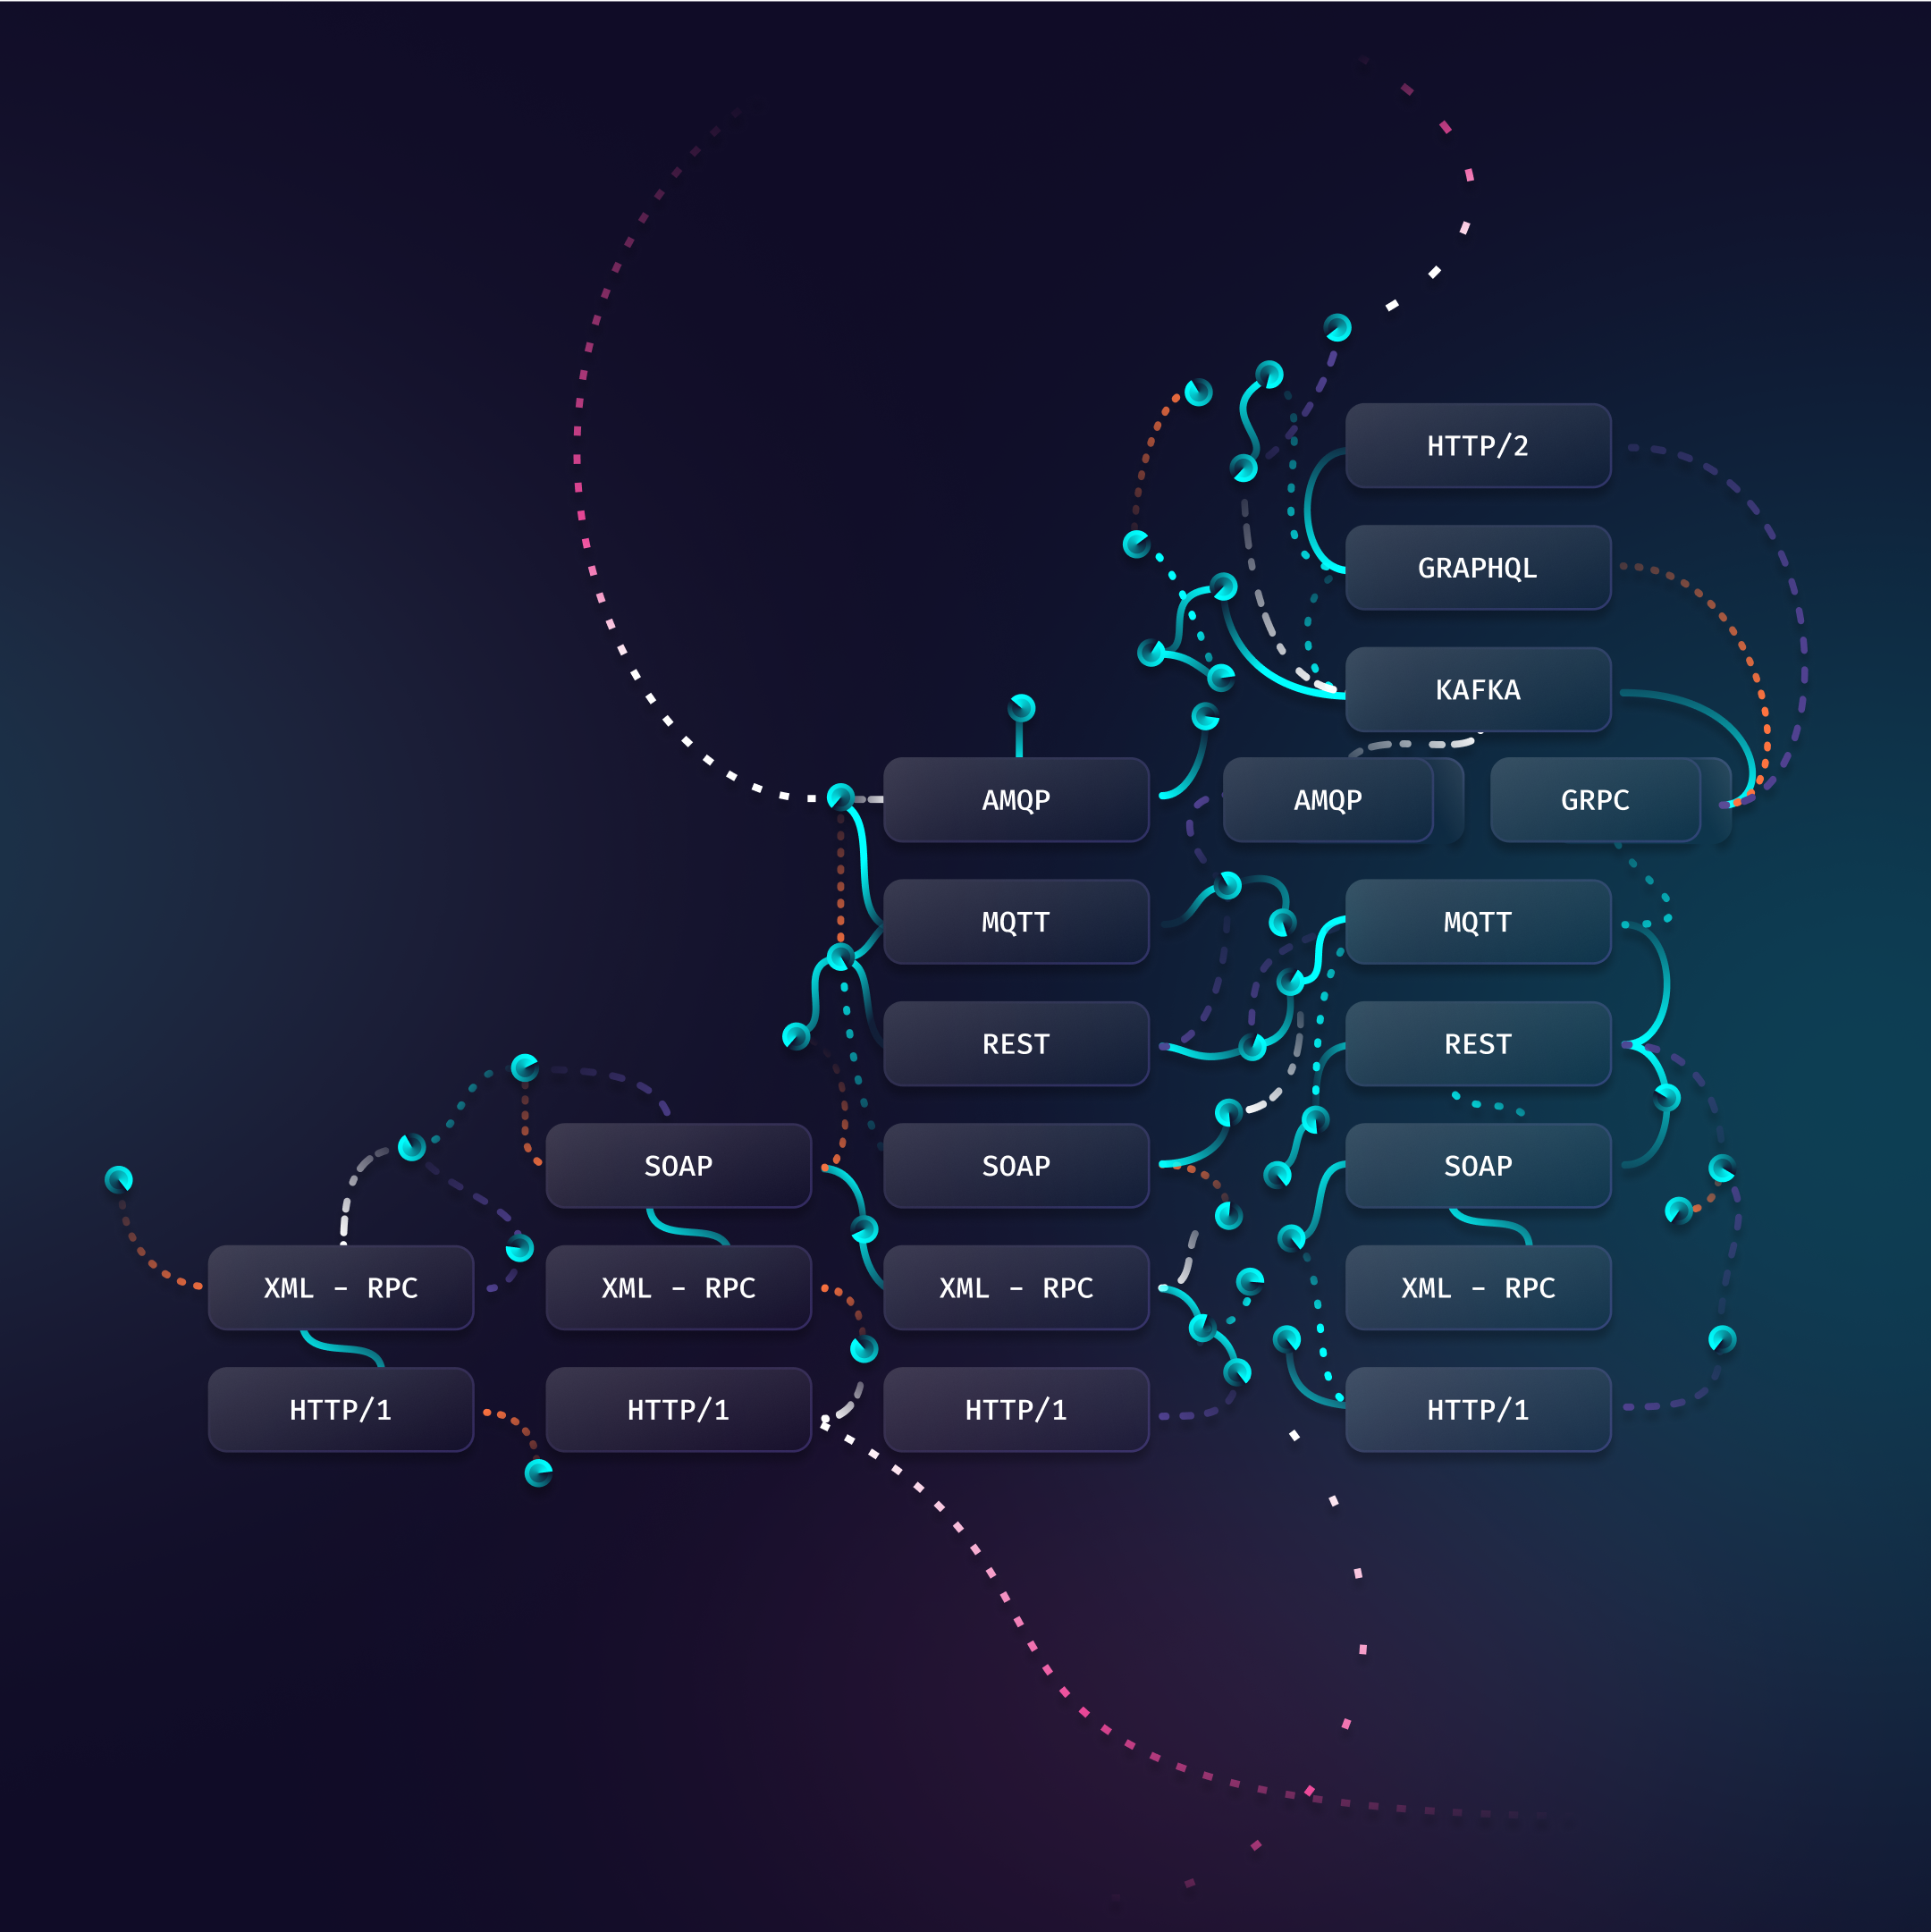 HTTP/2
GRAPHQL
KAFKA
AMQP
AMQP
GRPC
MQTT
MQTT
REST
REST
SOAP
SOAP
SOAP
XML - RPC
XML - RPC
XML - RPC
XML - RPC
HTTP/1
HTTP/1
HTTP/1
HTTP/1